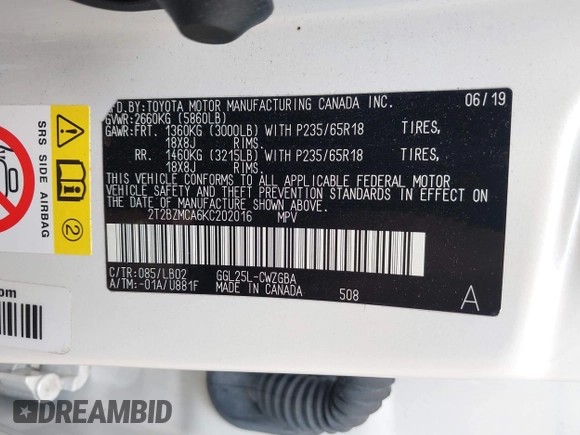 MFD.BY:TOYOTA MOTOR MANUFACTURING CANADA INC. 06/19
GVWR:2660KG (5860LB)
GAWR:FRT. 1360KG (3000LB) WITH P235/65R18 TIRES,
18X8J RIMS.
RR. 1460KG (3215LB) WITH P235/65R18 TIRES,
18X8J RIMS.
THIS VEHICLE CONFORMS TO ALL APPLICABLE FEDERAL MOTOR
VEHICLE SAFETY AND THEFT PREVENTION STANDARDS IN EFFECT ON
THE DATE OF MANUFACTURE SHOWN ABOVE.
2T2BZMCA6KC202016 MPV
C/TR:085/LB02 GGL25L-CWZGBA
A/TM:-01A/U881F MADE IN CANADA 508 A
SRS SIDE AIRBAG
2
om
DREAMBID